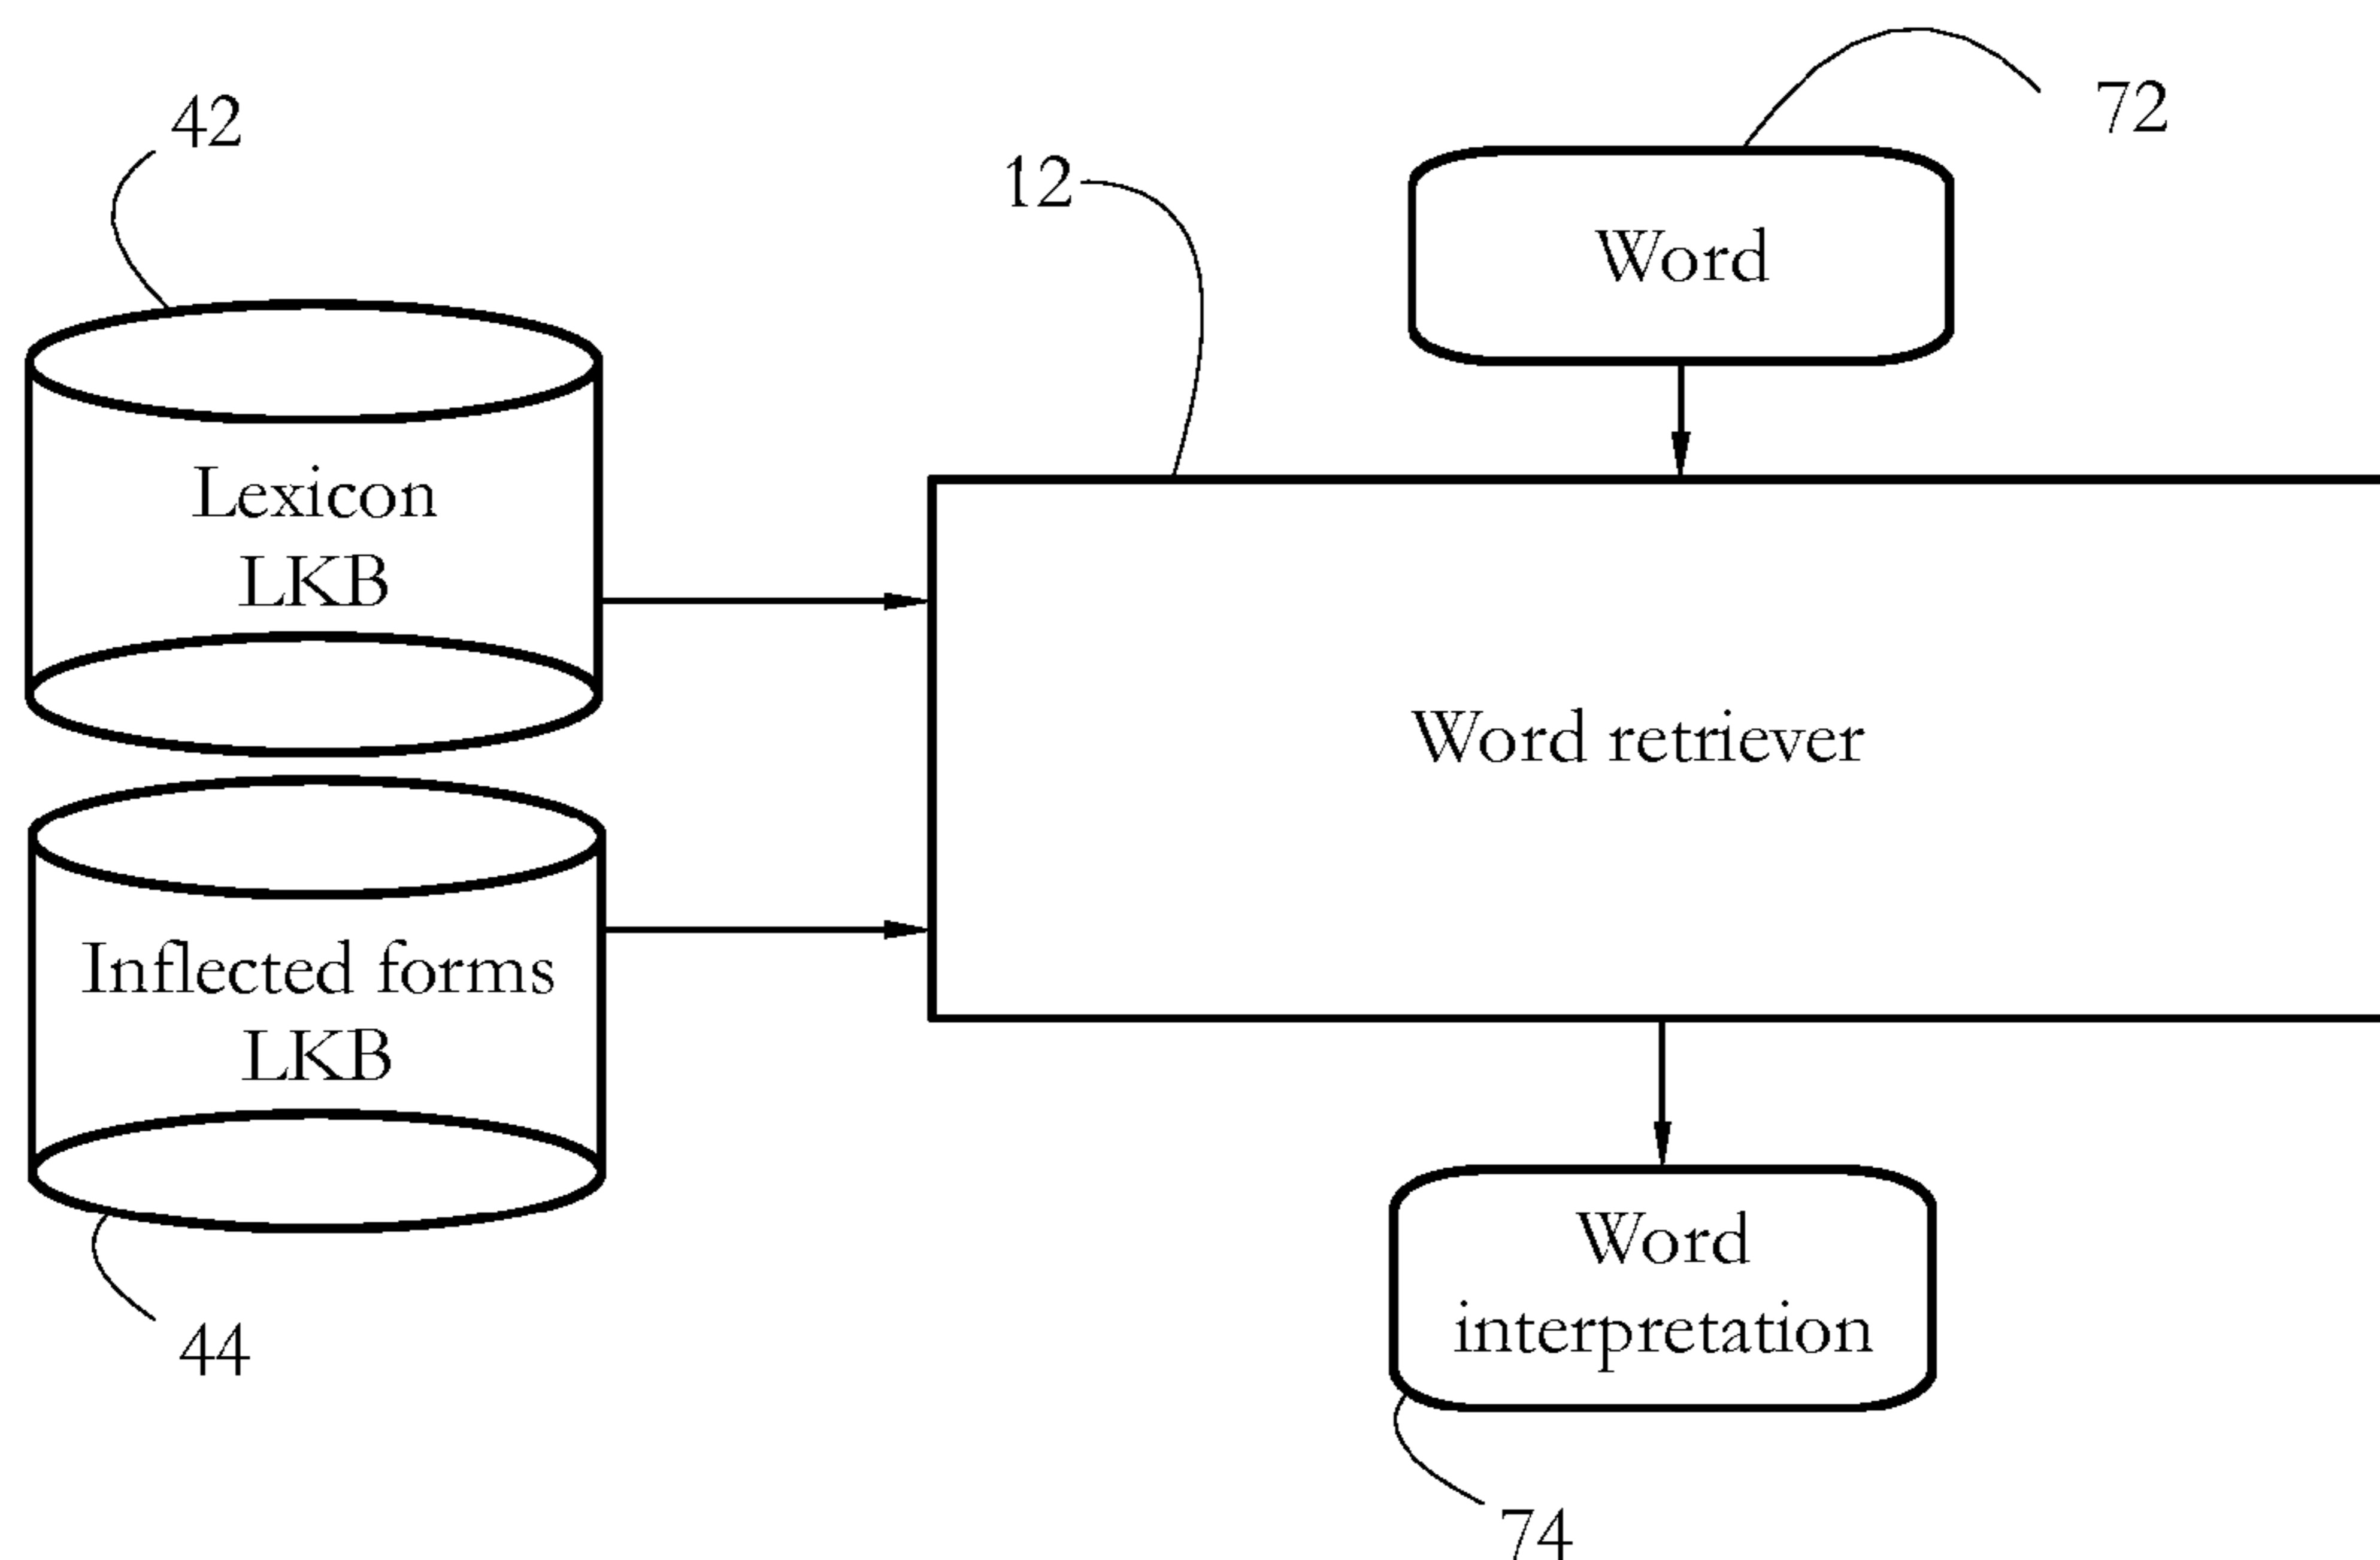 42
72
12
Word
Lexicon
LKB
Word retriever
Inflected forms
LKB
Word
interpretation
44
74